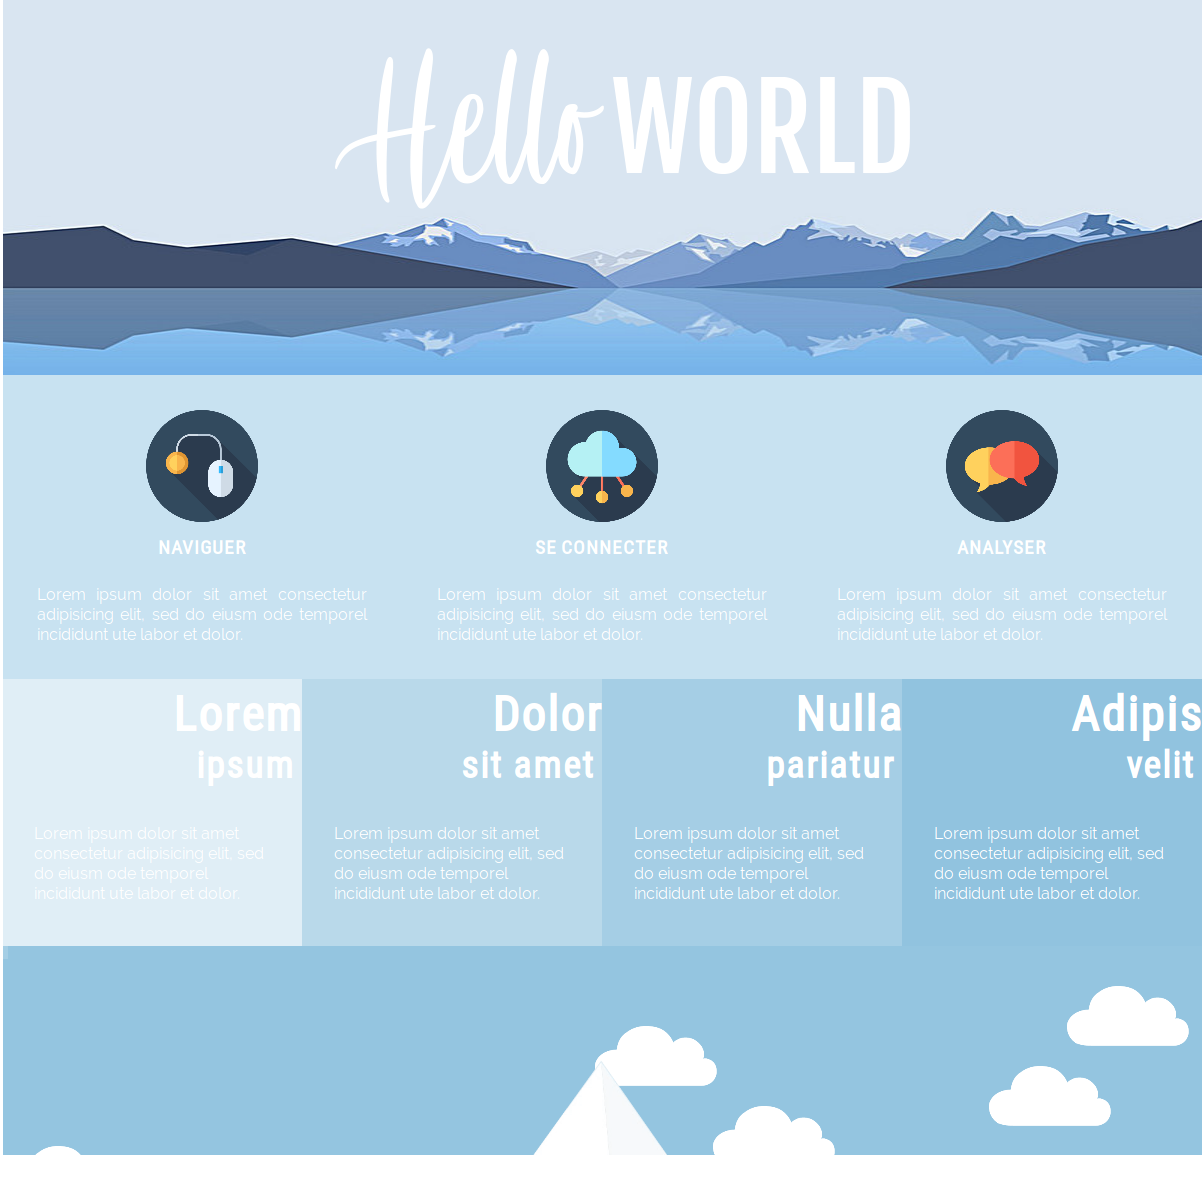 Hello WORLD
NAVIGUER
Lorem ipsum dolor sit amet consectetur
adipisicing elit, sed do eiusm ode temporel
incididunt ute labor et dolor.
SE CONNECTER
Lorem ipsum dolor sit amet consectetur
adipisicing elit, sed do eiusm ode temporel
incididunt ute labor et dolor.
ANALYSER
Lorem ipsum dolor sit amet consectetur
adipisicing elit, sed do eiusm ode temporel
incididunt ute labor et dolor.
Lorem
ipsum
Lorem ipsum dolor sit amet
consectetur adipisicing elit, sed
do eiusm ode temporel
incididunt ute labor et dolor.
Dolor
sit amet
Lorem ipsum dolor sit amet
consectetur adipisicing elit, sed
do eiusm ode temporel
incididunt ute labor et dolor.
Nulla
pariatur
Lorem ipsum dolor sit amet
consectetur adipisicing elit, sed
do eiusm ode temporel
incididunt ute labor et dolor.
Adipis
velit
Lorem ipsum dolor sit amet
consectetur adipisicing elit, sed
do eiusm ode temporel
incididunt ute labor et dolor.